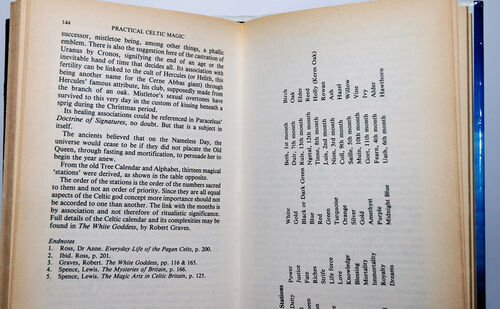 144
PRACTICAL CELTIC MAGIC
successor, mistletoe being, among other things, a phallic
emblem. There is also the suggestion here of the castration of
Uranus by Cronos, signifying the end of an age or the
inevitable hand of time that decides all. Its association with
fertility can be linked to the cult of Hercules (or Helith, this
being another name for the Cerne Abbas giant) through
Hercules' famous attribute, his club, supposedly made from
the branch of an oak. Mistletoe's sexual overtones have
survived to this very day in the custom of kissing beneath a
sprig during the Christmas period.
Its healing associations could be referenced in Paracelsus'
Doctrine of Signatures, no doubt. But that is a subject in
itself.
The ancients believed that on the Nameless Day, the
universe would cease to be if they did not placate the Old
Queen, through fasting and mortification, to persuade her to
begin the year anew.
From the old Tree Calendar and Alphabet, thirteen magical
'stations' were derived, as shown in the table opposite.
The order of the stations is the order of the numbers sacred
to them and not an order of priority. Since they are all equal
aspects of the Celtic god concept more importance should not
be accorded to one than another. The link with the month is
by association and not therefore of ritualistic significance.
Full details of the Celtic calendar and its complexities may be
found in The White Goddess, by Robert Graves.
Endnotes
1. Ross, Dr Anne. Everyday Life of the Pagan Celts, p. 200.
2. Ibid. Ross, p. 201.
3. Graves, Robert. The White Goddess, pp. 116 & 165.
4. Spence, Lewis. The Mysteries of Britain, p. 166.
5. Spence, Lewis. The Magic Arts in Celtic Britain, p. 125.
Stations
Deity Power White Beth, 1st month Birch
Justice Gold Duir, 7th month Oak
Fate Black or Dark Green Ruis, 13th month Elder
Riches Blue Ngetal, 12th month Reed
Strife Red Tinne, 8th month Holly (Kerm Oak)
Life force Green Luis, 2nd month Rowan
Love Turquoise Nion, 3rd month Ash
Knowledge Orange Coll, 9th month Hazel
Blessing Silver Saille, 5th month Willow
Mortality Gold Muin, 10th month Vine
Immortality Amethyst Gort, 11th month Ivy
Royalty Purple Fearn, 4th month Alder
Dreams Midnight Blue Uath, 6th month Hawthorn